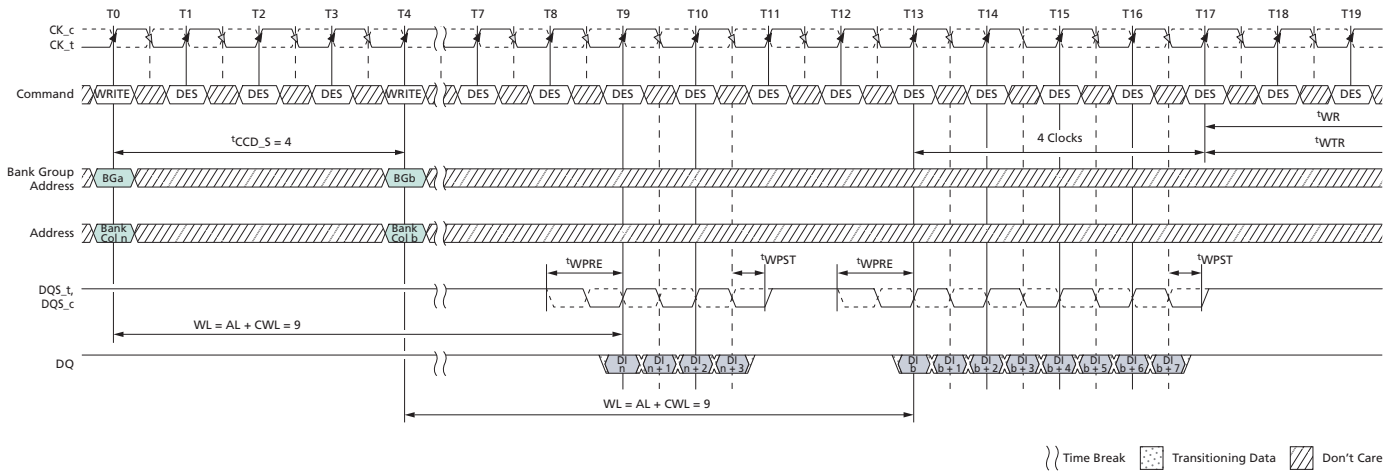 T0 T1 T2 T3 T4 T7 T8 T9 T10 T11 T12 T13 T14 T15 T16 T17 T18 T19
CK_c
CK_t
Command WRITE DES DES DES WRITE DES DES DES DES DES DES DES DES DES DES DES DES DES
tWR
tCCD_S = 4 4 Clocks
tWTR
Bank Group
Address BGa BGb
Address Bank Col n Bank Col b
tWPRE tWPST tWPRE tWPST
DQS_t,
DQS_c
WL = AL + CWL = 9
DQ DI n DI n + 1 DI n + 2 DI n + 3 DI b DI b + 1 DI b + 2 DI b + 3 DI b + 4 DI b + 5 DI b + 6 DI b + 7
WL = AL + CWL = 9
Time Break Transitioning Data Don't Care